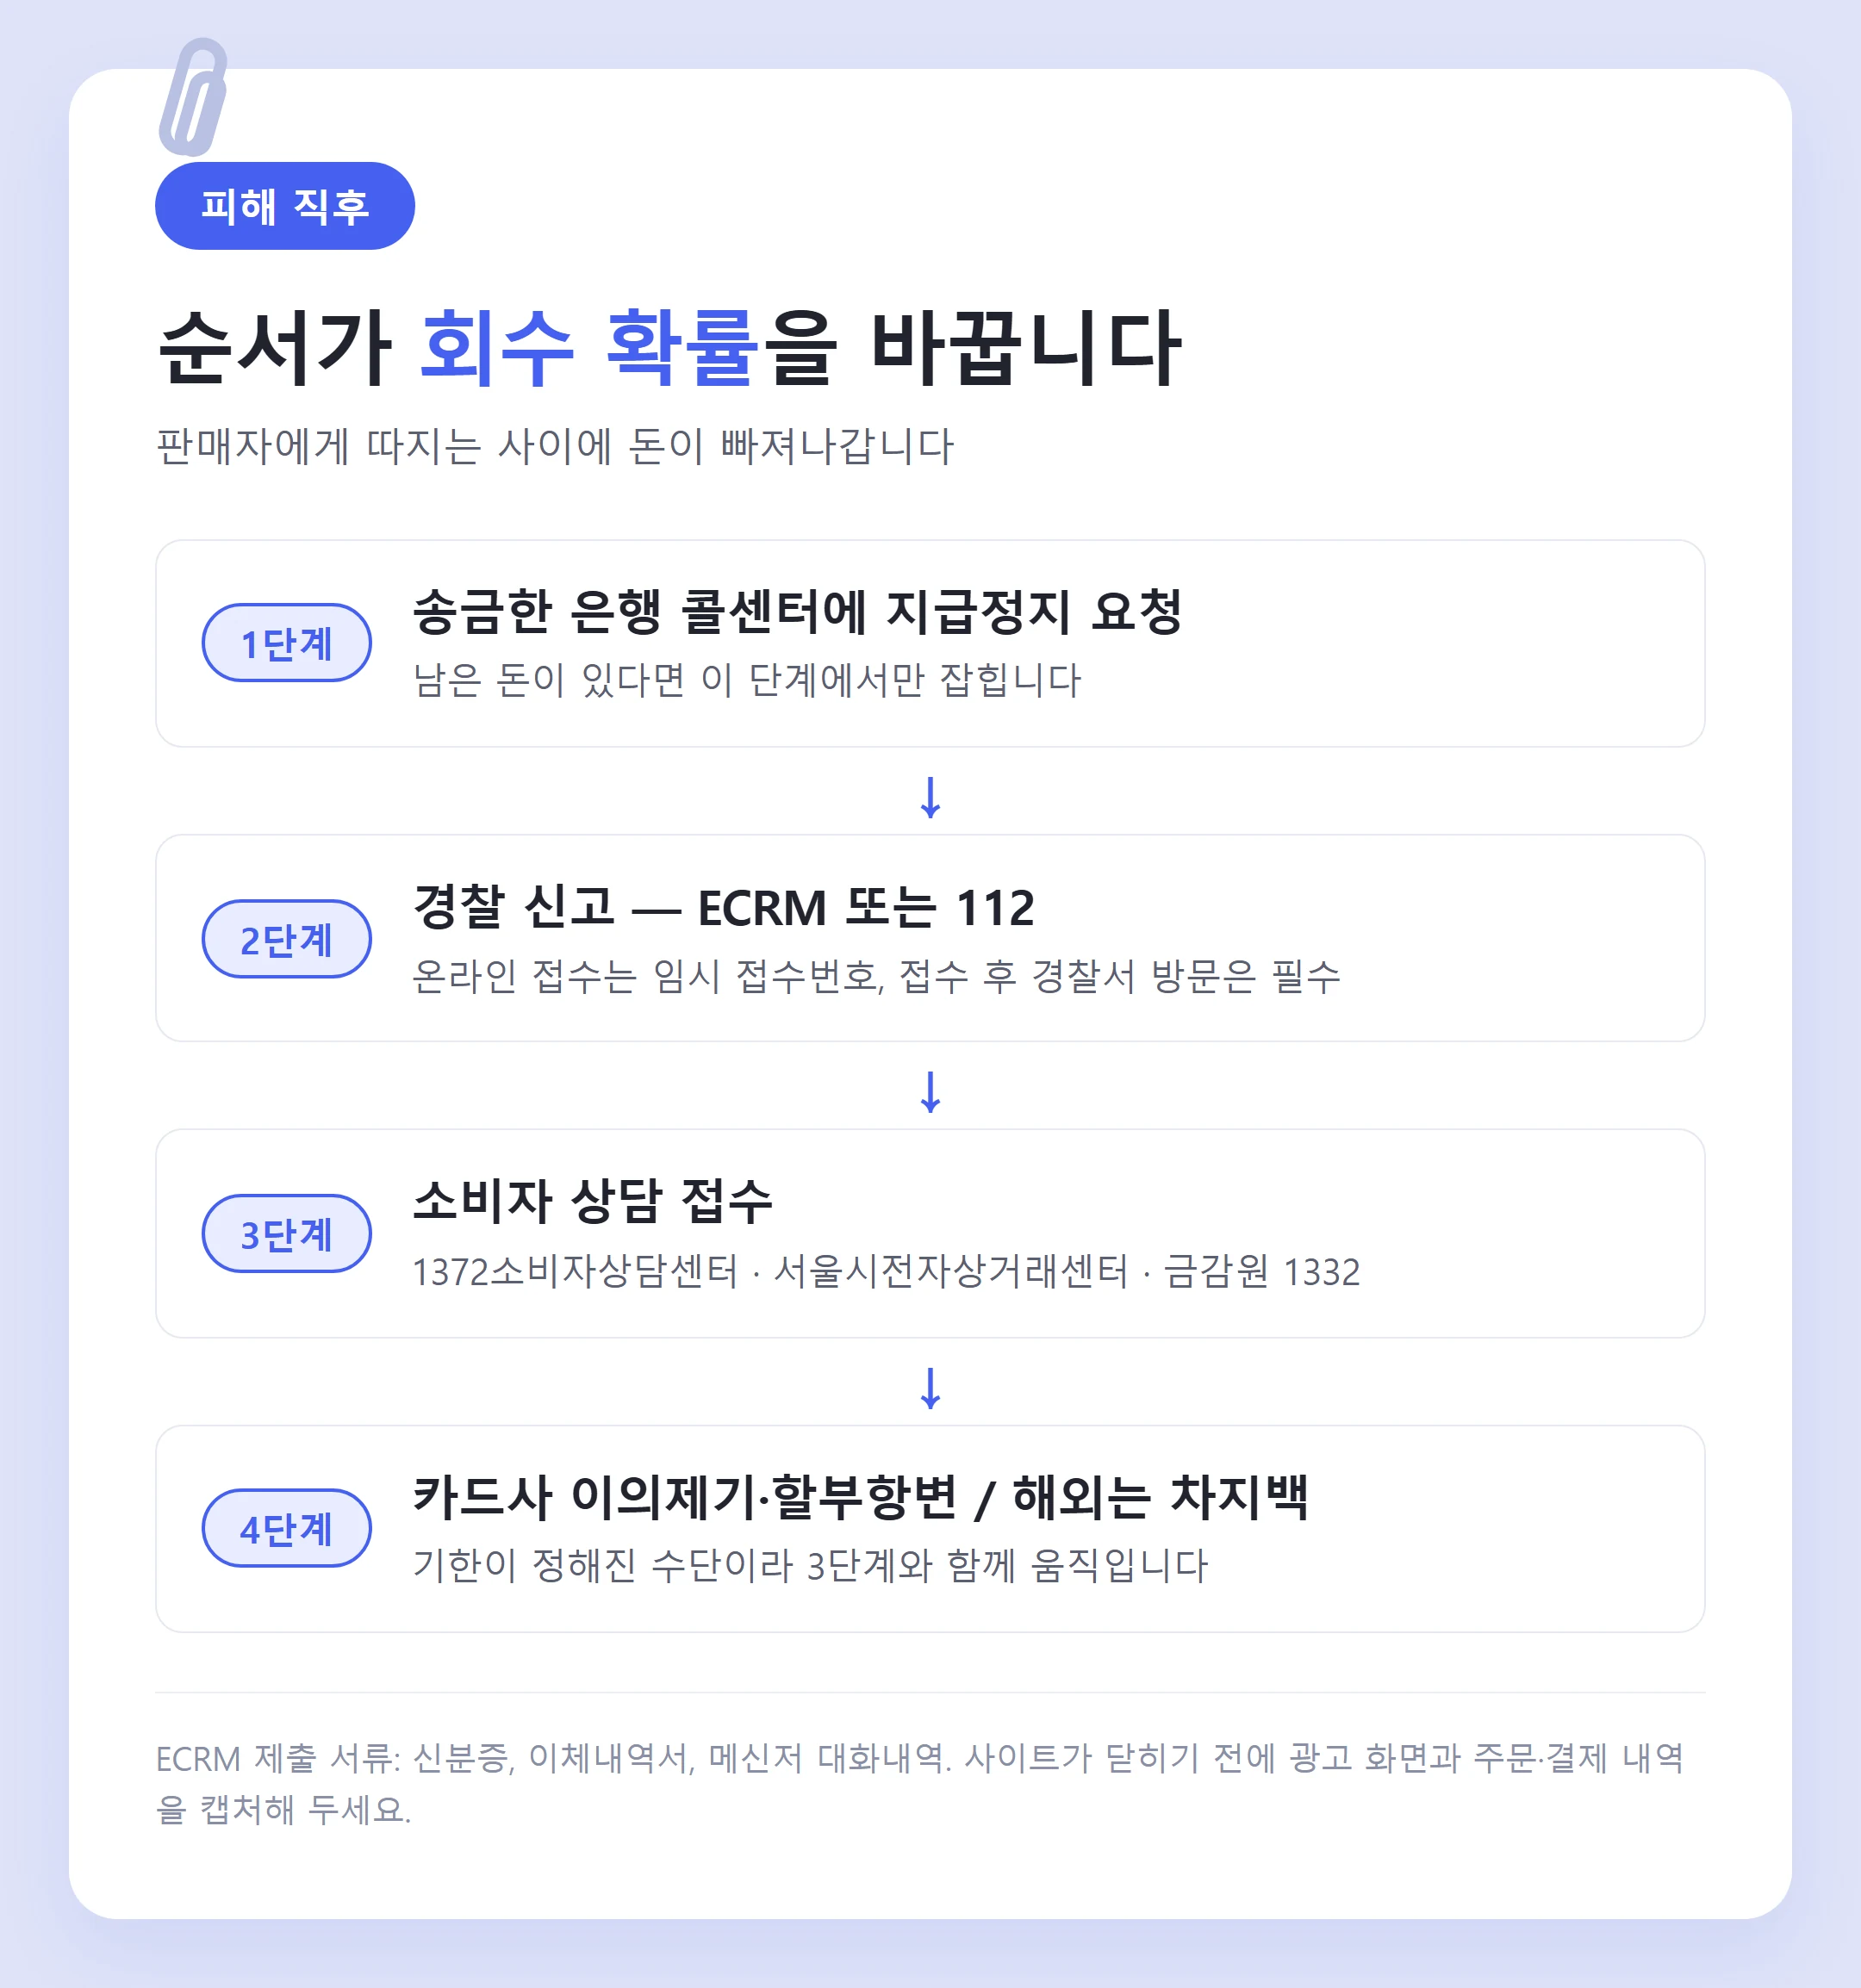 피해 직후
순서가 회수 확률을 바꿉니다
판매자에게 따지는 사이에 돈이 빠져나갑니다
1단계
송금한 은행 콜센터에 지급정지 요청
남은 돈이 있다면 이 단계에서만 잡힙니다
↓
2단계
경찰 신고 — ECRM 또는 112
온라인 접수는 임시 접수번호, 접수 후 경찰서 방문은 필수
↓
3단계
소비자 상담 접수
1372소비자상담센터 · 서울시전자상거래센터 · 금감원 1332
↓
4단계
카드사 이의제기·할부항변 / 해외는 차지백
기한이 정해진 수단이라 3단계와 함께 움직입니다
ECRM 제출 서류: 신분증, 이체내역서, 메신저 대화내역. 사이트가 닫히기 전에 광고 화면과 주문·결제 내역
을 캡처해 두세요.